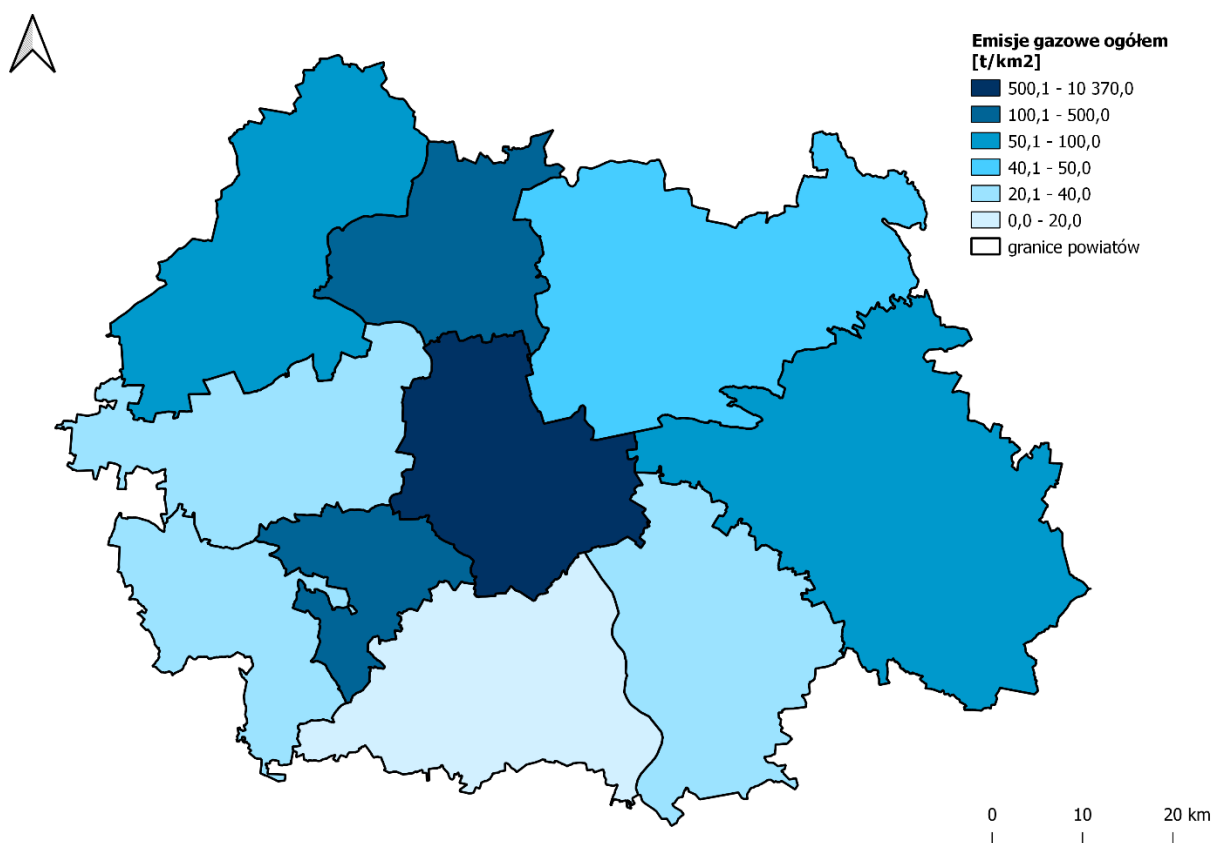 Emisje gazowe ogółem
[t/km2]
500,1 - 10 370,0
100,1 - 500,0
50,1 - 100,0
40,1 - 50,0
20,1 - 40,0
0,0 - 20,0
granice powiatów
0 10 20 km